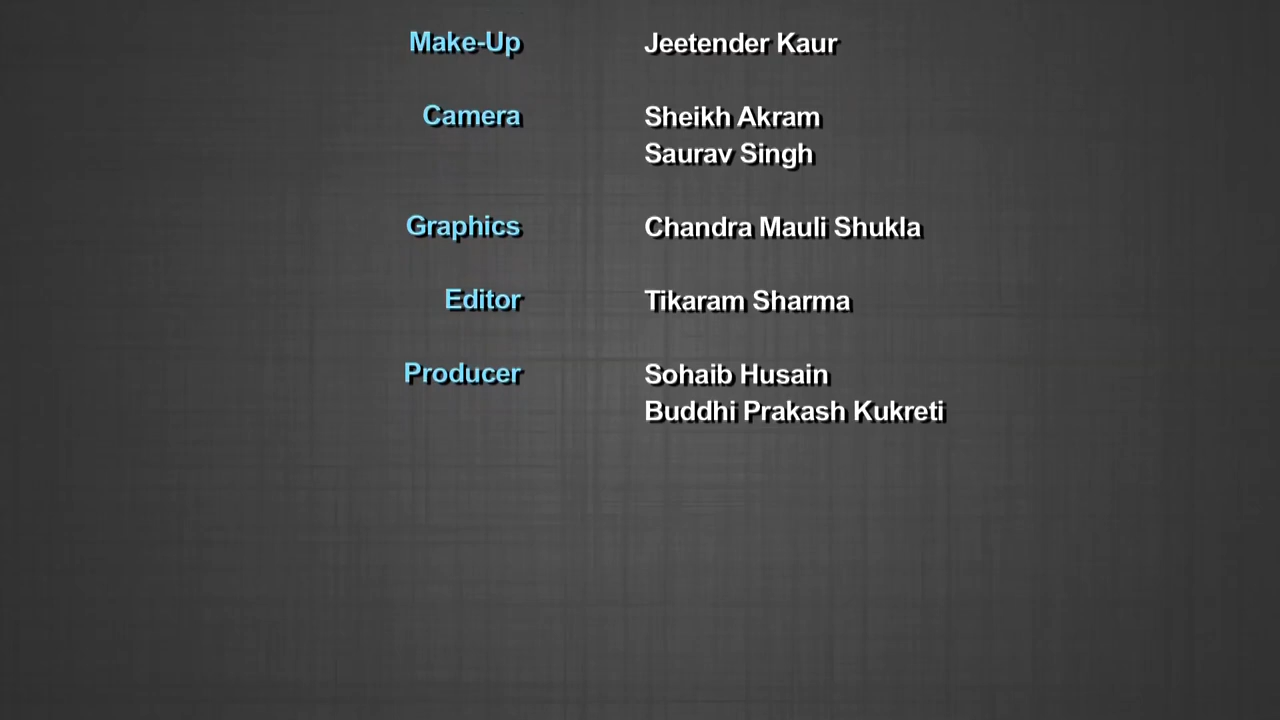 Make-Up Jeetender Kaur
Camera Sheikh Akram
Saurav Singh
Graphics Chandra Mauli Shukla
Editor Tikaram Sharma
Producer Sohaib Husain
Buddhi Prakash Kukreti